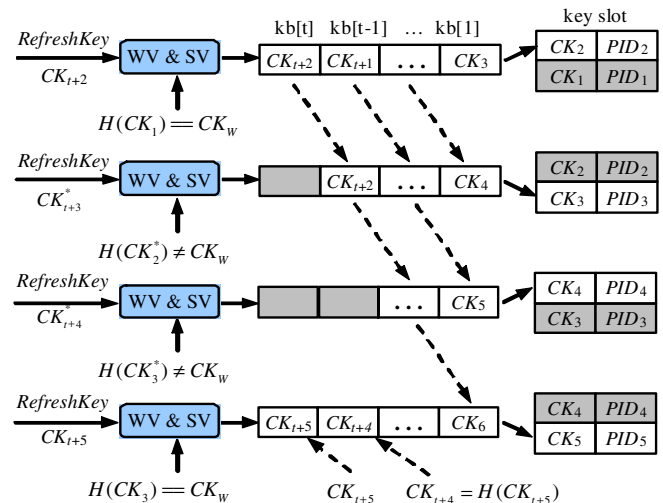 kb[t] kb[t-1] ... kb[1] key slot
RefreshKey
CK_{t+2}
WV & SV
CK_{t+2} CK_{t+1} ... CK_3
CK_2 PID_2
CK_1 PID_1
H(CK_1) == CK_W
RefreshKey
CK^*_{t+3}
WV & SV
CK_{t+2} ... CK_4
CK_2 PID_2
CK_3 PID_3
H(CK^*_2) ≠ CK_W
RefreshKey
CK^*_{t+4}
WV & SV
... CK_5
CK_4 PID_4
CK_3 PID_3
H(CK^*_3) ≠ CK_W
RefreshKey
CK_{t+5}
WV & SV
CK_{t+5} CK_{t+4} ... CK_6
CK_4 PID_4
CK_5 PID_5
H(CK_3) == CK_W
CK_{t+5} CK_{t+4} = H(CK_{t+5})